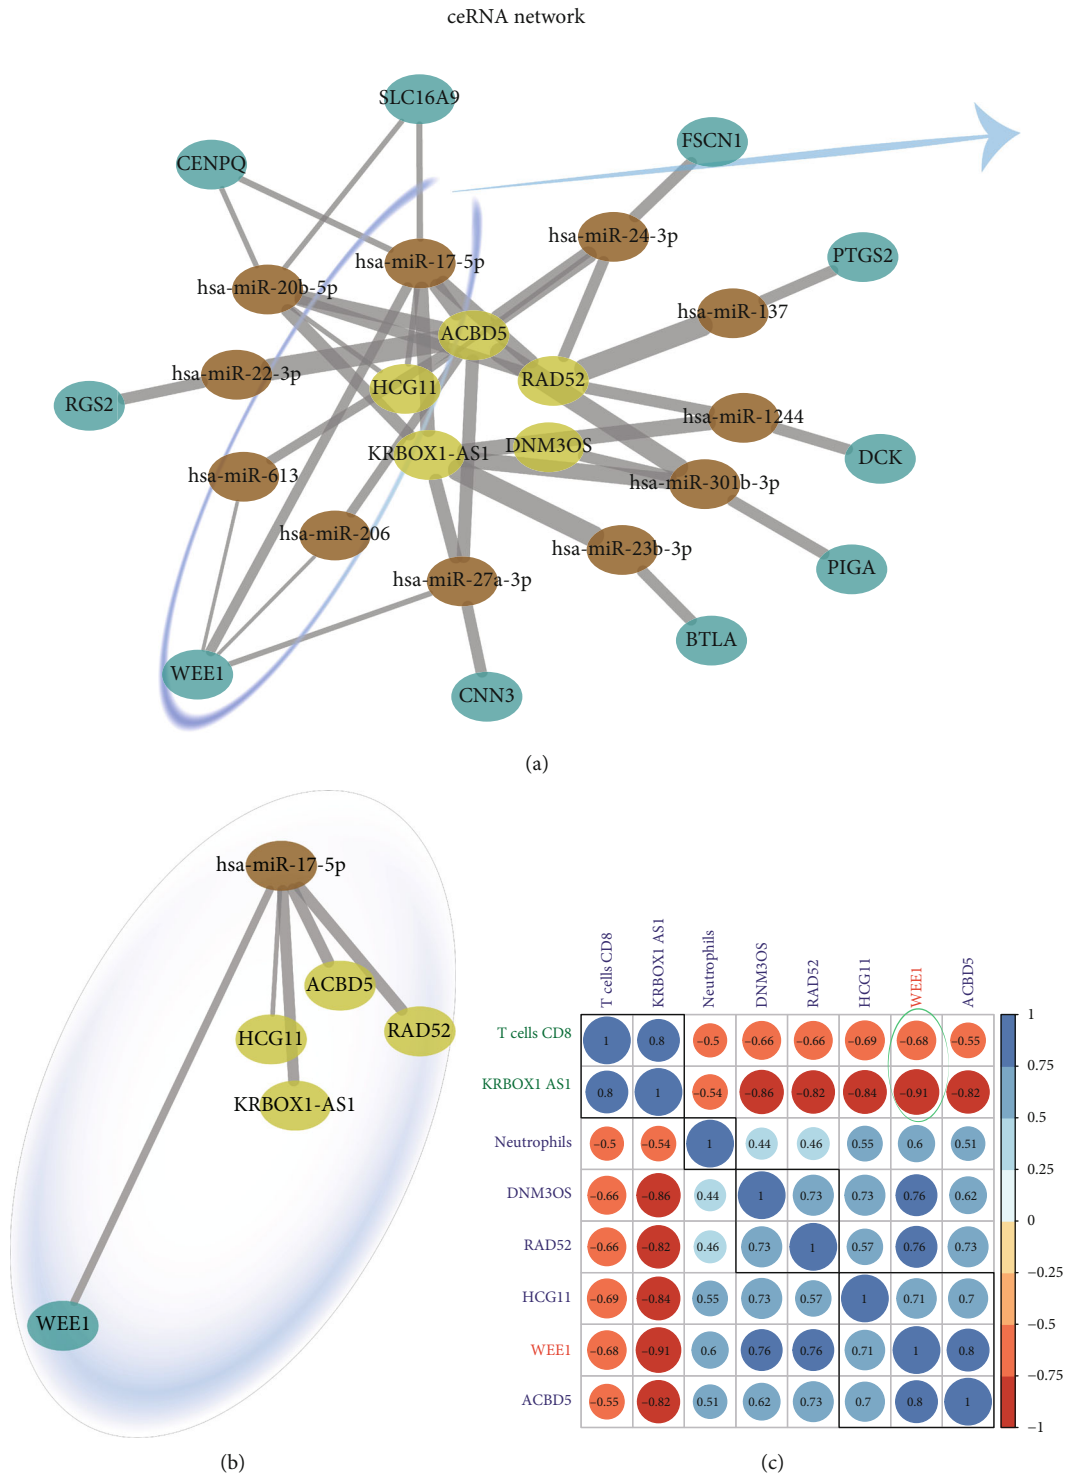 ceRNA network
SLC16A9
FSCN1
CENPQ
hsa-miR-24-3p
PTGS2
hsa-miR-17-5p
hsa-miR-20b-5p
hsa-miR-137
ACBD5
hsa-miR-22-3p
HCG11
RAD52
RGS2
hsa-miR-1244
KRBOX1-AS1
DNM3OS
DCK
hsa-miR-613
hsa-miR-301b-3p
hsa-miR-206
hsa-miR-23b-3p
PIGA
hsa-miR-27a-3p
BTLA
WEE1
CNN3
(a)
hsa-miR-17-5p
ACBD5
RAD52
HCG11
KRBOX1-AS1
WEE1
(b)
T cells CD8 KRBOX1 AS1 Neutrophils DNM3OS RAD52 HCG11 WEE1 ACBD5
T cells CD8 1 0.8 −0.5 −0.66 −0.66 −0.69 −0.68 −0.55
KRBOX1 AS1 0.8 1 −0.54 −0.86 −0.82 −0.84 −0.91 −0.82
Neutrophils −0.5 −0.54 1 0.44 0.46 0.55 0.6 0.51
DNM3OS −0.66 −0.86 0.44 1 0.73 0.73 0.76 0.62
RAD52 −0.66 −0.82 0.46 0.73 1 0.57 0.76 0.73
HCG11 −0.69 −0.84 0.55 0.73 0.57 1 0.71 0.7
WEE1 −0.68 −0.91 0.6 0.76 0.76 0.71 1 0.8
ACBD5 −0.55 −0.82 0.51 0.62 0.73 0.7 0.8 1
1
0.75
0.5
0.25
0
−0.25
−0.5
−0.75
−1
(c)